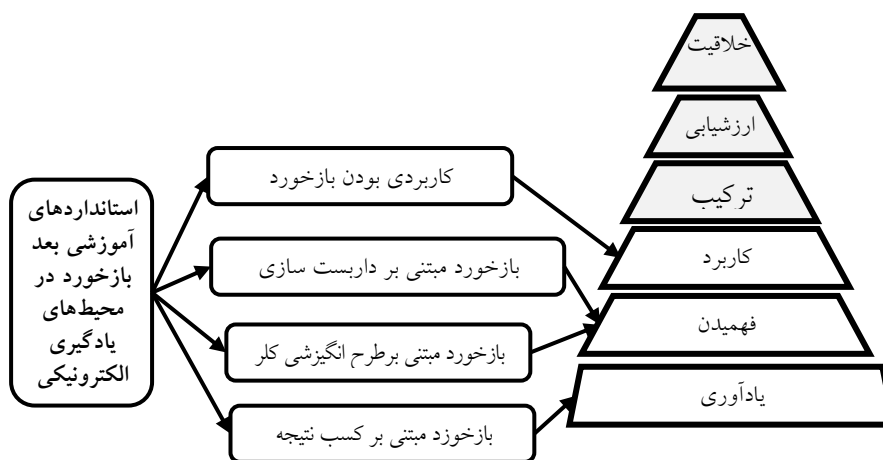 خلاقیت
ارزشیابی
ترکیب
کاربرد
فهمیدن
یادآوری
کاربردی بودن بازخورد
بازخورد مبتنی بر داربست سازی
بازخورد مبتنی برطرح انگیزشی کلر
بازخوزد مبتنی بر کسب نتیجه
استانداردهای
آموزشی بعد
بازخورد در
محیط‌های
یادگیری
الکترونیکی